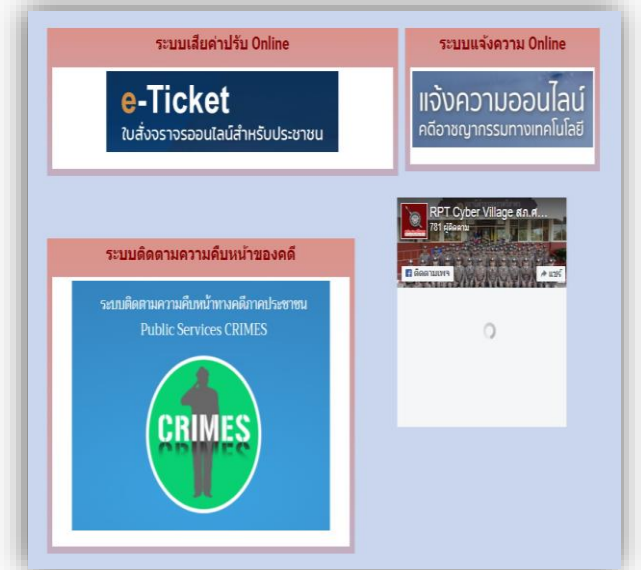 ระบบเสียค่าปรับ Online
e-Ticket
ใบสั่งจราจรออนไลน์สำหรับประชาชน
ระบบแจ้งความ Online
แจ้งความออนไลน์
คดีอาชญากรรมทางเทคโนโลยี
RPT Cyber Village สภ.ศ...
781 ผู้ติดตาม
ติดตามเพจ
แชร์
ระบบติดตามความคืบหน้าของคดี
ระบบติดตามความคืบหน้าทางคดีภาคประชาชน
Public Services CRIMES
CRIMES